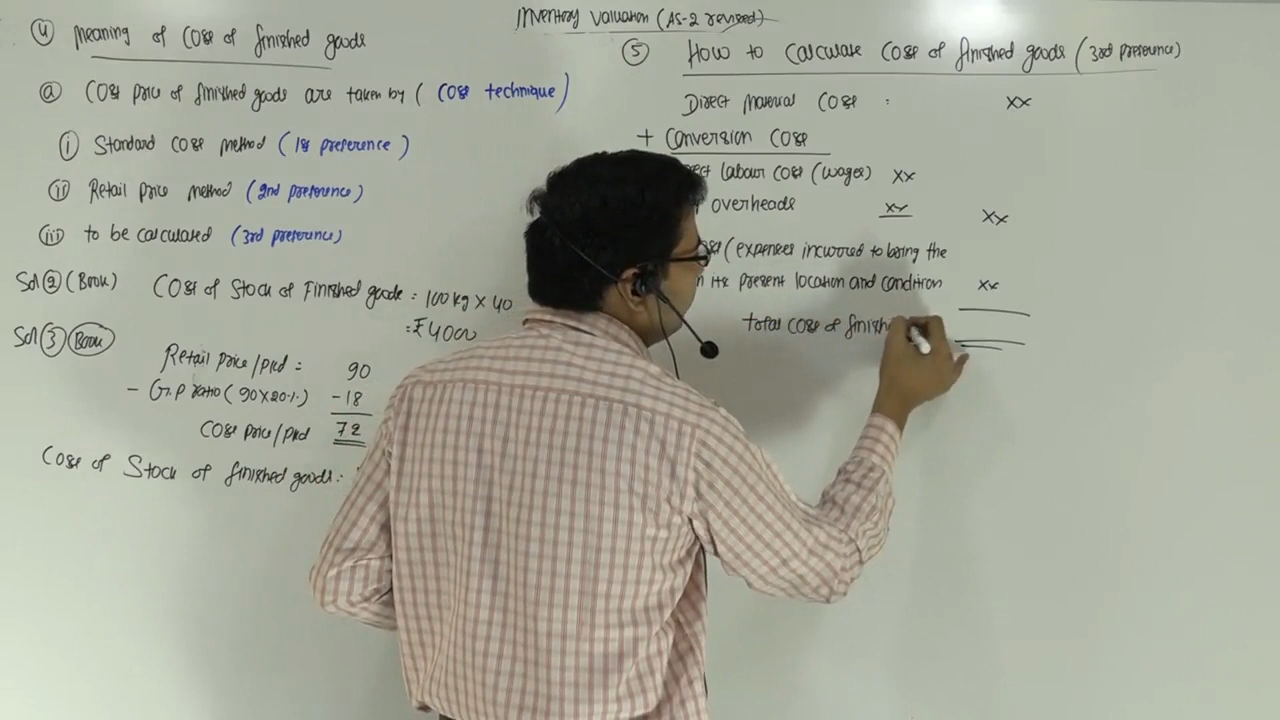 Inventory Valuation (AS-2 revised)
④ Meaning of Cost of finished goods
ⓐ Cost price of finished goods are taken by ( Cost technique )
ⓘ Standard Cost method ( 1st preference )
ⓘⓘ Retail price method (2nd preference)
ⓘⓘⓘ to be calculated (3rd preference)
Sol ② (Book) Cost of Stock of Finished goods = 100 kg × 40
= ₹ 4000
Sol ③ (Book)
Retail price/pkt = 90
- G.P ratio ( 90×20%) -18
Cost price/pkt 72
Cost of Stock of finished goods =
⑤ How to Calculate Cost of finished goods ( 3rd preference)
Direct Material Cost : xx
+ Conversion Cost
labour Cost (wages) xx
overheads xx xx
(expenses incurred to bring the
its present location and condition xx
total cost of finish